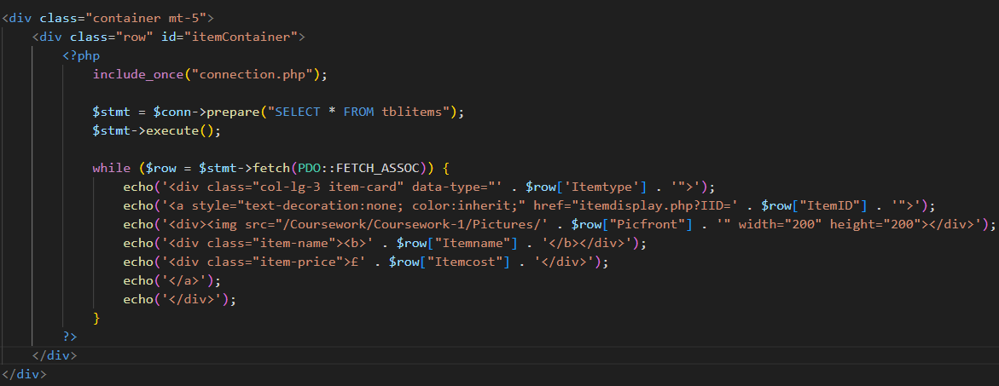 <div class="container mt-5">
<div class="row" id="itemContainer">
<?php
include_once("connection.php");
$stmt = $conn->prepare("SELECT * FROM tblitems");
$stmt->execute();
while ($row = $stmt->fetch(PDO::FETCH_ASSOC)) {
echo('<div class="col-lg-3 item-card" data-type="' . $row['Itemtype'] . '">');
echo('<a style="text-decoration:none; color:inherit;" href="itemdisplay.php?IID=' . $row["ItemID"] . '">');
echo('<div><img src="/Coursework/Coursework-1/Pictures/' . $row["Picfront"] . '" width="200" height="200"></div>');
echo('<div class="item-name"><b>' . $row["Itemname"] . '</b></div>');
echo('<div class="item-price">£' . $row["Itemcost"] . '</div>');
echo('</a>');
echo('</div>');
}
?>
</div>
</div>